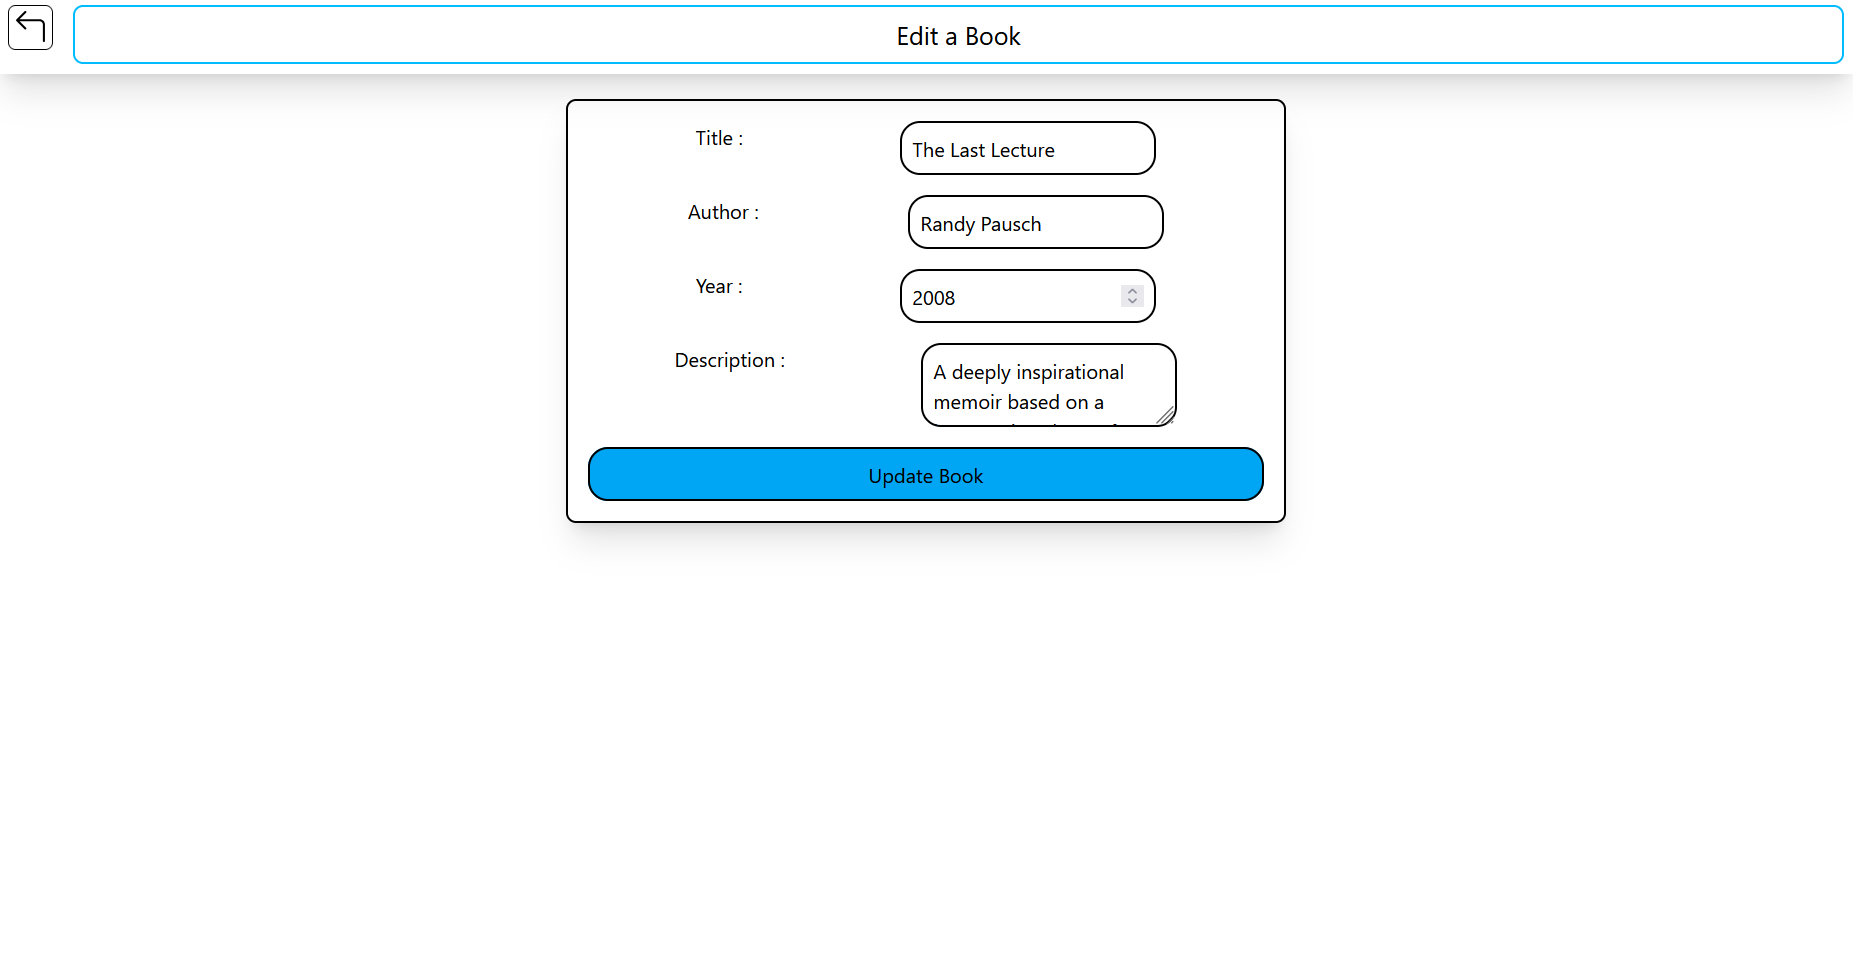 Edit a Book
Title :
The Last Lecture
Author :
Randy Pausch
Year :
2008
Description :
A deeply inspirational
memoir based on a
Update Book